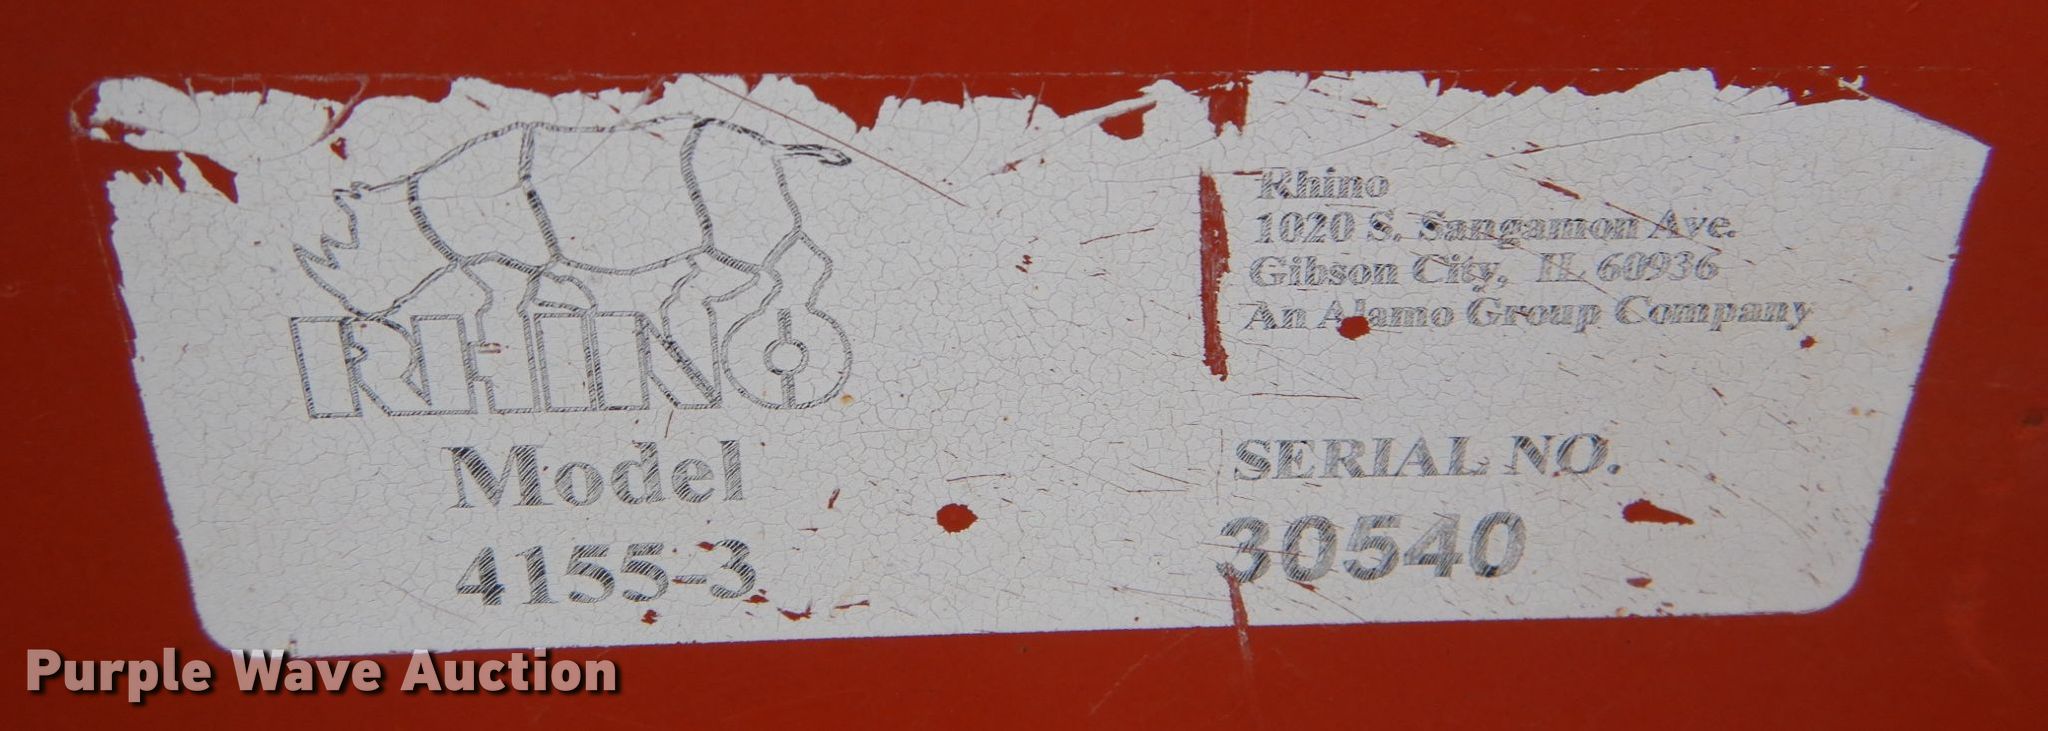 RHINO
Model
4155-3
Rhino
1020 S. Sangamon Ave.
Gibson City, IL 60936
An Alamo Group Company
SERIAL NO.
30540
Purple Wave Auction